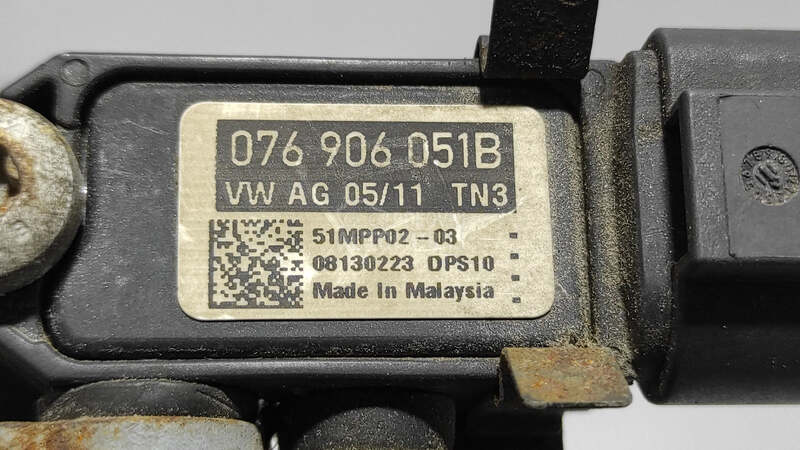 076 906 051B
VW AG 05/11 TN3
51MPP02-03
08130223 DPS10
Made In Malaysia